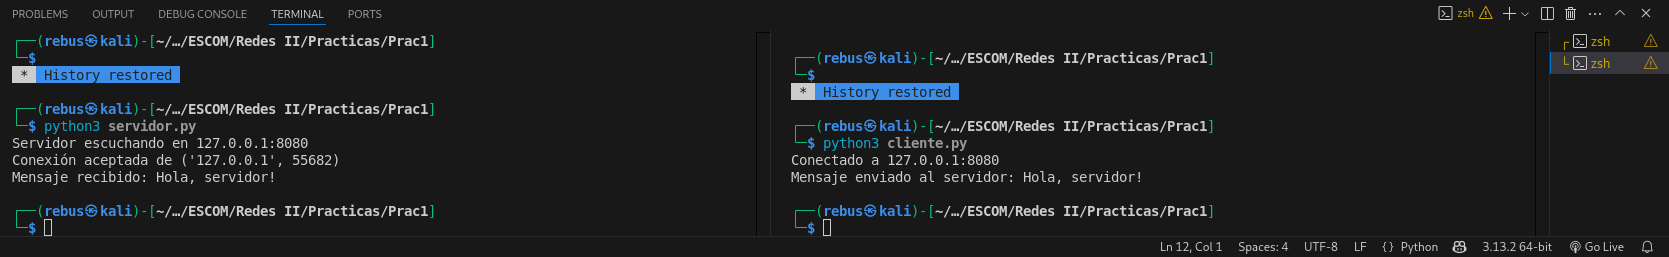 PROBLEMS OUTPUT DEBUG CONSOLE TERMINAL PORTS
zsh
(rebus㉿kali)-[~/…/ESCOM/Redes II/Practicas/Prac1]
$
* History restored
(rebus㉿kali)-[~/…/ESCOM/Redes II/Practicas/Prac1]
$ python3 servidor.py
Servidor escuchando en 127.0.0.1:8080
Conexión aceptada de ('127.0.0.1', 55682)
Mensaje recibido: Hola, servidor!
(rebus㉿kali)-[~/…/ESCOM/Redes II/Practicas/Prac1]
$
(rebus㉿kali)-[~/…/ESCOM/Redes II/Practicas/Prac1]
$
* History restored
(rebus㉿kali)-[~/…/ESCOM/Redes II/Practicas/Prac1]
$ python3 cliente.py
Conectado a 127.0.0.1:8080
Mensaje enviado al servidor: Hola, servidor!
(rebus㉿kali)-[~/…/ESCOM/Redes II/Practicas/Prac1]
$
zsh
zsh
Ln 12, Col 1 Spaces: 4 UTF-8 LF {} Python 3.13.2 64-bit Go Live